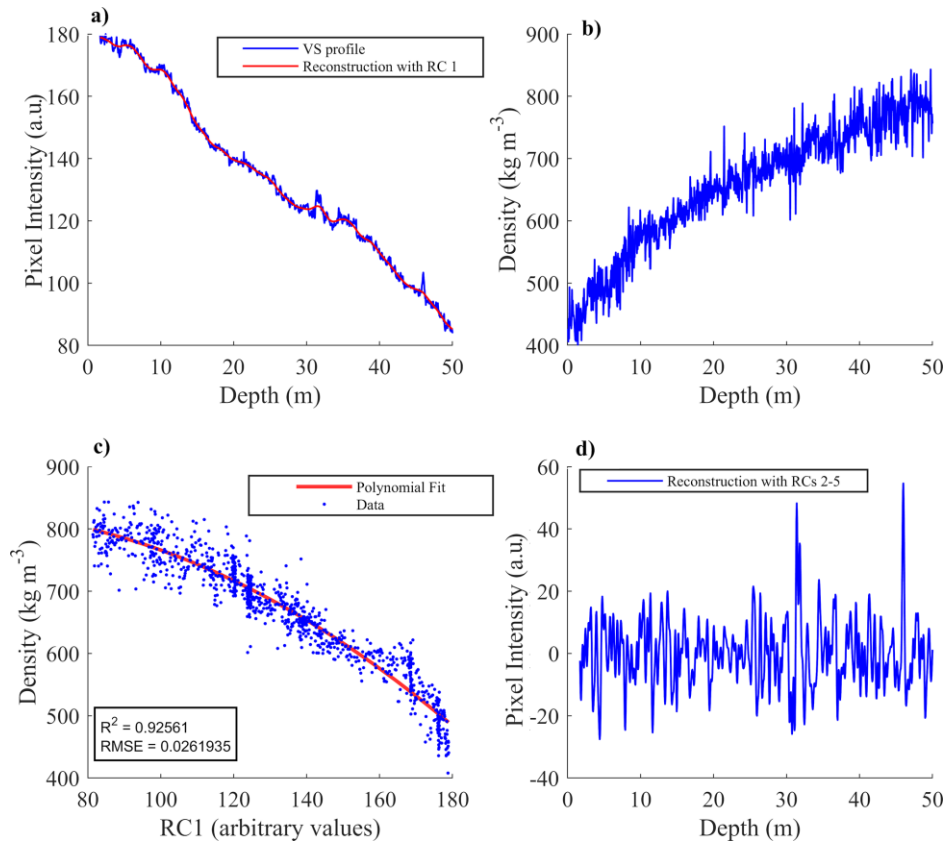 a)
180
160
140
120
100
80
Pixel Intensity (a.u)
VS profile
Reconstruction with RC 1
0 10 20 30 40 50
Depth (m)
b)
900
800
700
600
500
400
Density (kg m⁻³)
0 10 20 30 40 50
Depth (m)
c)
900
800
700
600
500
400
Density (kg m⁻³)
Polynomial Fit
Data
R² = 0.92561
RMSE = 0.0261935
80 100 120 140 160 180
RC1 (arbitrary values)
d)
60
40
20
0
-20
-40
Pixel Intensity (a.u)
Reconstruction with RCs 2-5
0 10 20 30 40 50
Depth (m)